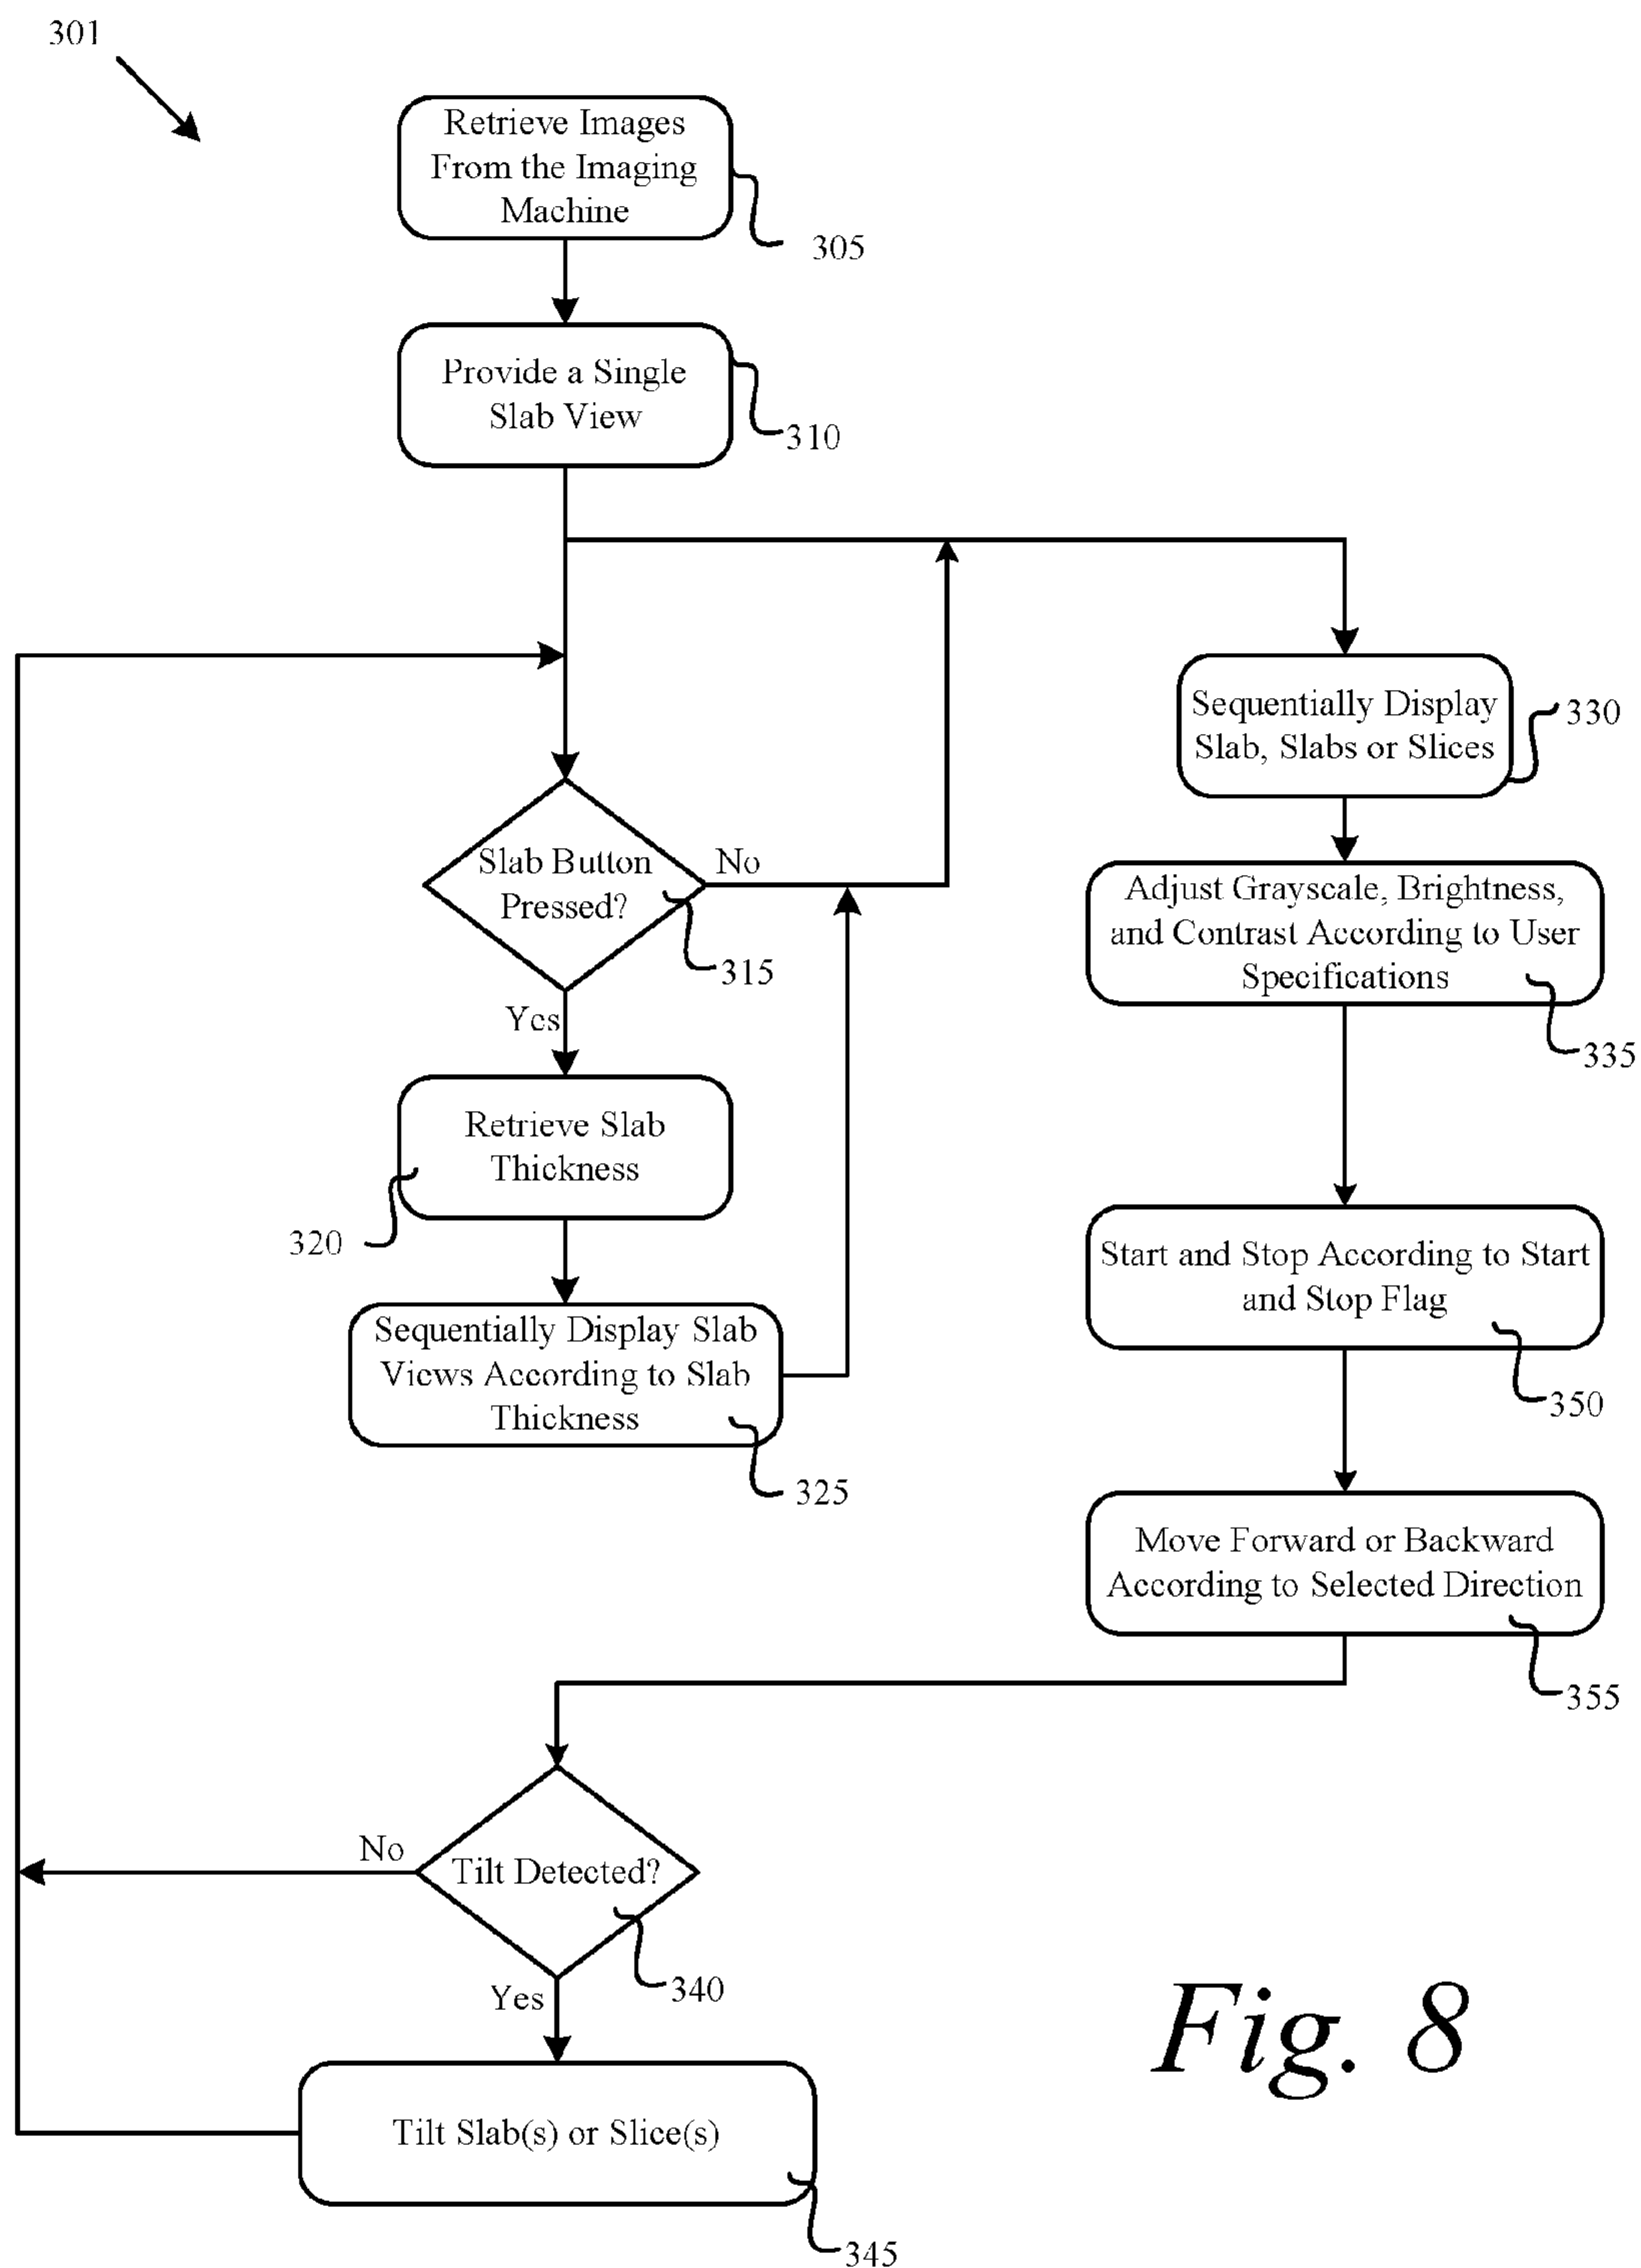 301
Retrieve Images
From the Imaging
Machine
305
Provide a Single
Slab View
310
Slab Button
Pressed?
No
315
Yes
Retrieve Slab
Thickness
320
Sequentially Display Slab
Views According to Slab
Thickness
325
Sequentially Display
Slab, Slabs or Slices
330
Adjust Grayscale, Brightness,
and Contrast According to User
Specifications
335
Start and Stop According to Start
and Stop Flag
350
Move Forward or Backward
According to Selected Direction
355
No
Tilt Detected?
340
Yes
Tilt Slab(s) or Slice(s)
345
Fig. 8